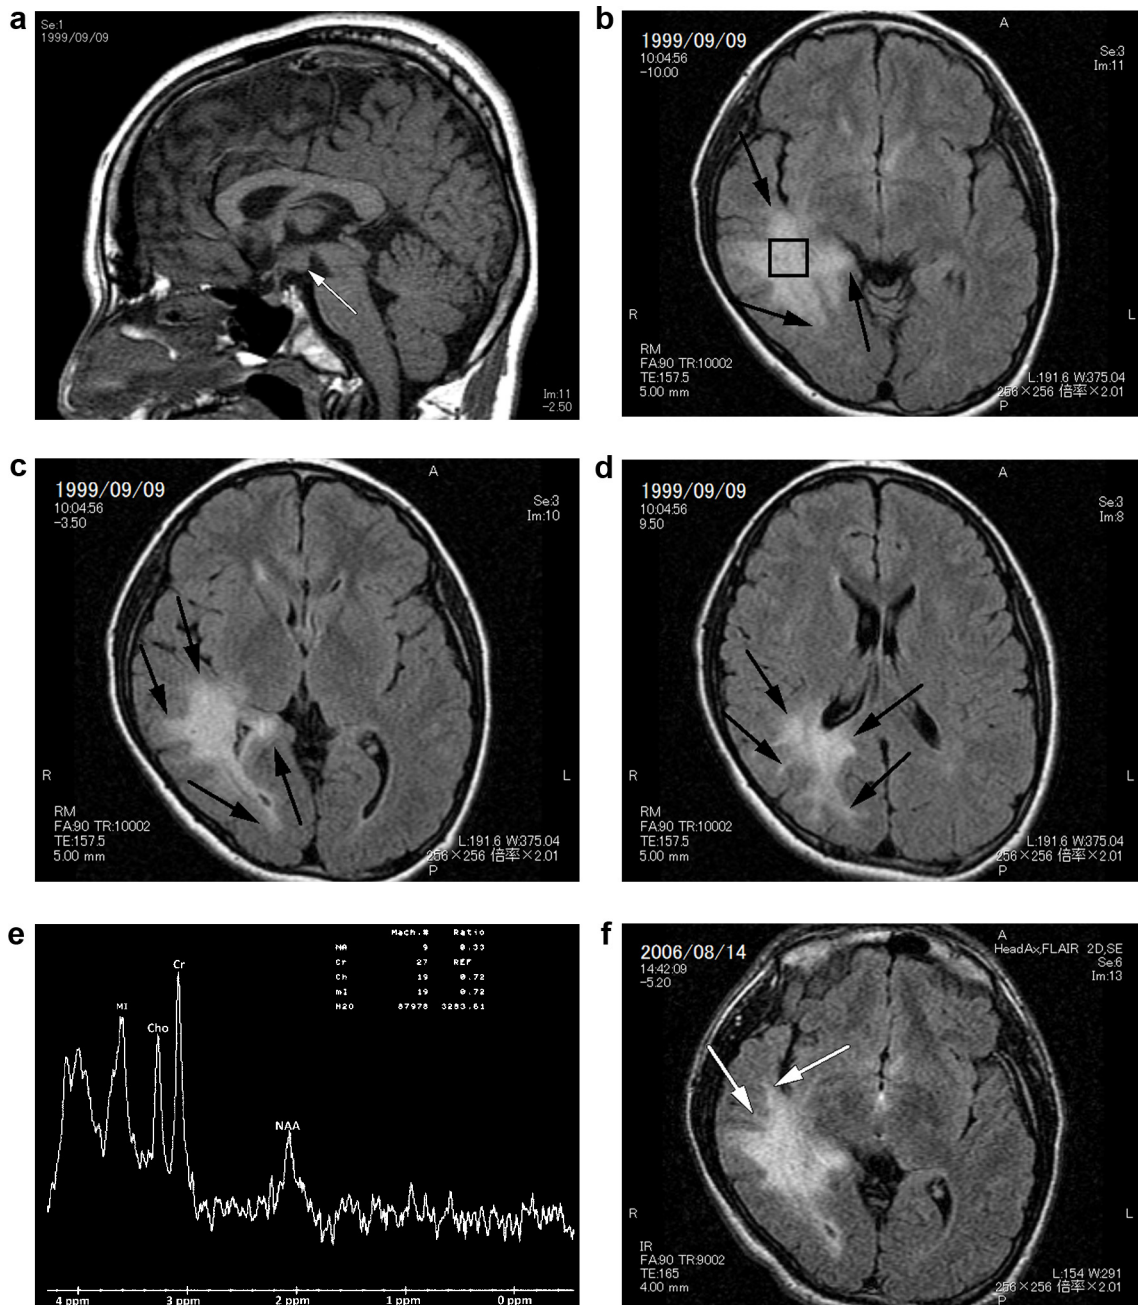 a
Se:1
1999/09/09
Im:11
-2.50
b
1999/09/09
10:04:56
-10.00
A
Se:3
Im:11
R
L
RM
FA:90 TR:10002
TE:157.5
5.00 mm
L:191.6 W:375.04
256×256 倍率×2.01
P
c
1999/09/09
10:04:56
-3.50
A
Se:3
Im:10
R
L
RM
FA:90 TR:10002
TE:157.5
5.00 mm
L:191.6 W:375.04
256×256 倍率×2.01
P
d
1999/09/09
10:04:56
9.50
A
Se:3
Im:8
R
L
RM
FA:90 TR:10002
TE:157.5
5.00 mm
L:191.6 W:375.04
256×256 倍率×2.01
P
e
Mach.# Ratio
NA 9 0.33
Cr 27 REF
Ch 19 0.72
mI 19 0.72
H2O 87978 3283.61
MI
Cho
Cr
NAA
4 ppm 3 ppm 2 ppm 1 ppm 0 ppm
f
2006/08/14
14:42:09
-5.20
A
HeadAx,FLAIR 2D,SE
Se:6
Im:13
R
L
IR
FA:90 TR:9002
TE:165
4.00 mm
L:154 W:291
256×256 倍率×2.01
P